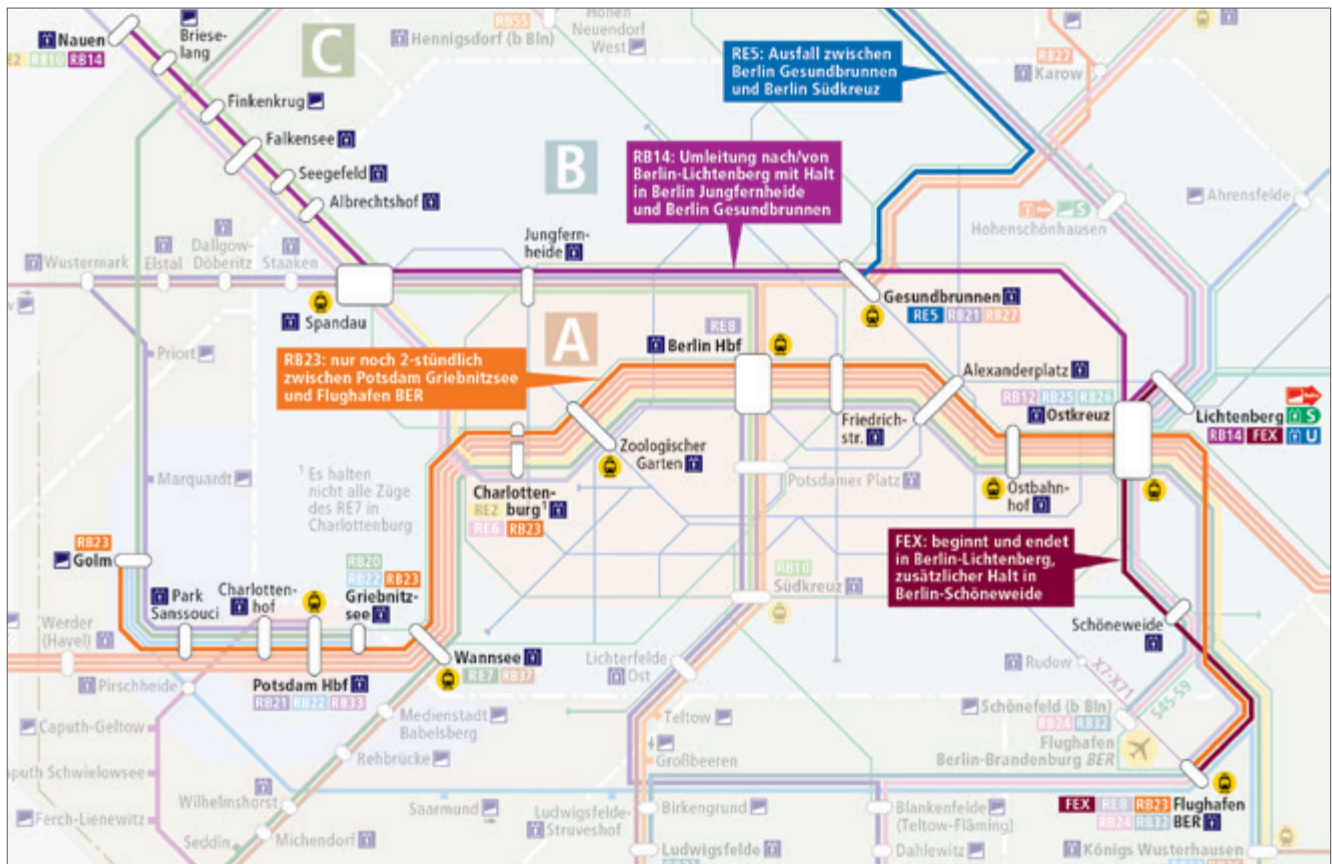 Nauen
E2 RB10 RB14
Briese-
lang
C
RB55
Hennigsdorf (b Bln)
Hohen
Neuendorf
West
RE5: Ausfall zwischen
Berlin Gesundbrunnen
und Berlin Südkreuz
RB27
Karow
Finkenkrug
Falkensee
Seegefeld
Albrechtshof
B
RB14: Umleitung nach/von
Berlin-Lichtenberg mit Halt
in Berlin Jungfernheide
und Berlin Gesundbrunnen
Ahrensfelde
S
Hohenschönhausen
Wustermark
Elstal
Dallgow-
Döberitz
Staaken
Jungfern-
heide
Spandau
Gesundbrunnen
RE5 RB21 RB27
A
RE8
Berlin Hbf
Priort
RB23: nur noch 2-stündlich
zwischen Potsdam Griebnitzsee
und Flughafen BER
Alexanderplatz
RB12 RB25 RB26
Ostkreuz
Lichtenberg
S
RB14 FEX U
Friedrich-
str.
Zoologischer
Garten
Marquardt
1 Es halten
nicht alle Züge
des RE7 in
Charlottenburg
Charlotten-
burg1
RE2
RE6 RB23
Potsdamer Platz
Ostbahn-
hof
RB23
Golm
FEX: beginnt und endet
in Berlin-Lichtenberg,
zusätzlicher Halt in
Berlin-Schöneweide
RB10
Südkreuz
Park
Sanssouci
Charlotten-
hof
RB20
RB22 RB23
Griebnitz-
see
Werder
(Havel)
Wannsee
RE7 RB37
Schöneweide
Lichterfelde
Ost
Rudow
X7·X71
Pirschheide
Potsdam Hbf
RB21 RB22 RB33
Medienstadt
Babelsberg
Teltow
Schönefeld (b Bln)
RB24 RB32
S45·S9
Caputh-Geltow
Rehbrücke
Großbeeren
Flughafen
Berlin-Brandenburg BER
Caputh Schwielowsee
Wilhelmshorst
Saarmund
Ludwigsfelde-
Struveshof
Birkengrund
Blankenfelde
(Teltow-Fläming)
FEX RE8 RB23 Flughafen
RB24 RB32 BER
Ferch-Lienewitz
Seddin
Michendorf
Ludwigsfelde
Dahlewitz
Königs Wusterhausen